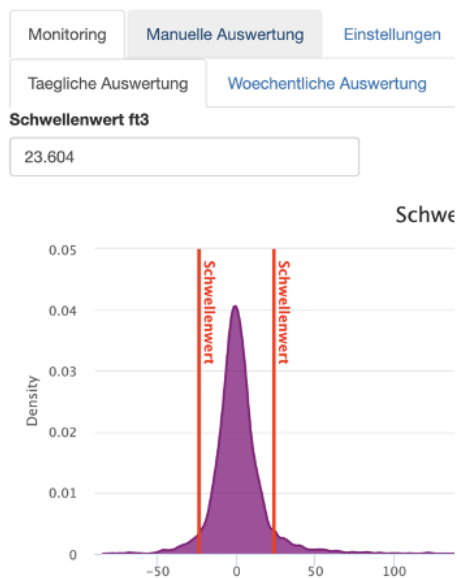 Monitoring Manuelle Auswertung Einstellungen
Taegliche Auswertung Woechentliche Auswertung
Schwellenwert ft3
23.604
Schwe
0.05
0.04
0.03
0.02
0.01
0
Density
Schwellenwert
Schwellenwert
-50 0 50 100